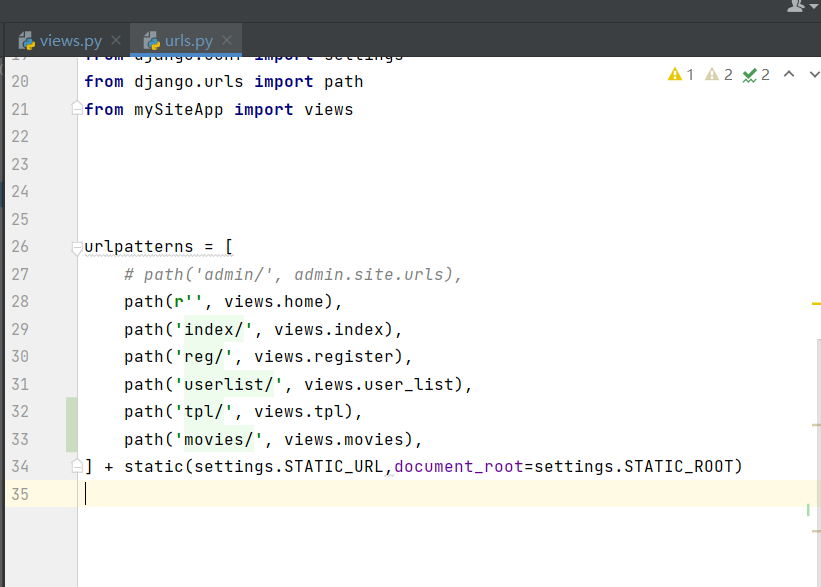 views.py urls.py
19 from django.conf import settings
20 from django.urls import path
21 from mySiteApp import views
22
23
24
25
26 urlpatterns = [
27 # path('admin/', admin.site.urls),
28 path(r'', views.home),
29 path('index/', views.index),
30 path('reg/', views.register),
31 path('userlist/', views.user_list),
32 path('tpl/', views.tpl),
33 path('movies/', views.movies),
34 ] + static(settings.STATIC_URL,document_root=settings.STATIC_ROOT)
35
1 2 2